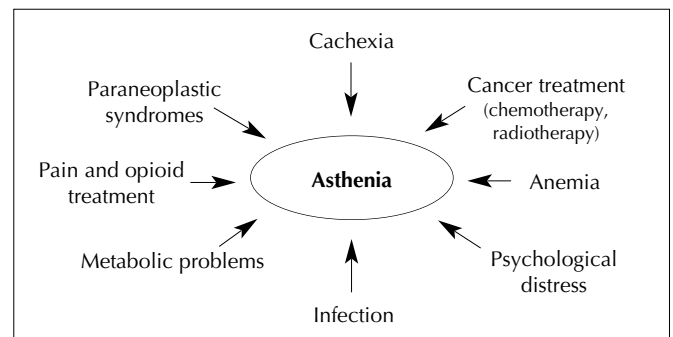 Cachexia
Cancer treatment
(chemotherapy,
radiotherapy)
Paraneoplastic
syndromes
Pain and opioid
treatment
Asthenia
Anemia
Metabolic problems
Psychological
distress
Infection